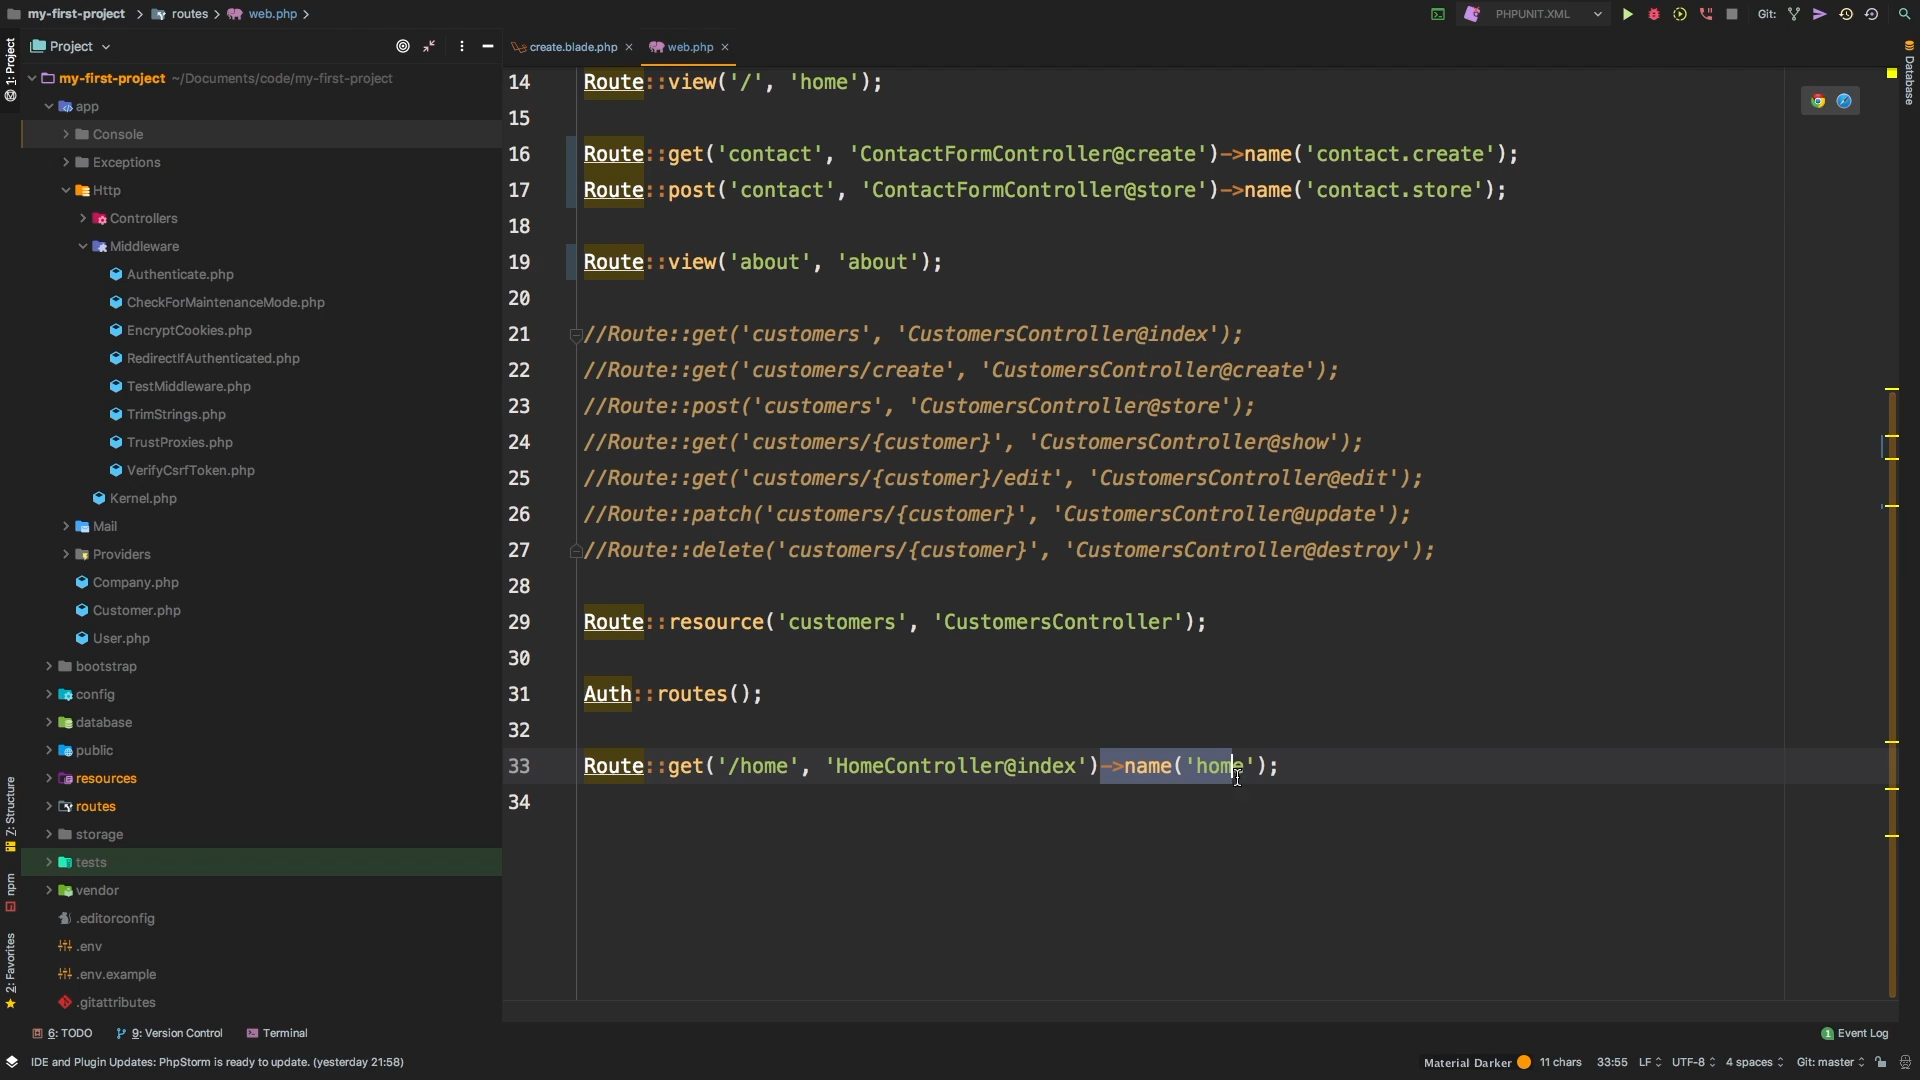 my-first-project routes web.php
PHPUNIT.XML Git:
1: Project
Project
create.blade.php web.php
Database
my-first-project ~/Documents/code/my-first-project
app
Console
Exceptions
Http
Controllers
Middleware
Authenticate.php
CheckForMaintenanceMode.php
EncryptCookies.php
RedirectIfAuthenticated.php
TestMiddleware.php
TrimStrings.php
TrustProxies.php
VerifyCsrfToken.php
Kernel.php
Mail
Providers
Company.php
Customer.php
User.php
bootstrap
config
database
public
resources
routes
storage
tests
vendor
.editorconfig
.env
.env.example
.gitattributes
Z: Structure
npm
2: Favorites
14 Route::view('/', 'home');
15
16 Route::get('contact', 'ContactFormController@create')->name('contact.create');
17 Route::post('contact', 'ContactFormController@store')->name('contact.store');
18
19 Route::view('about', 'about');
20
21 //Route::get('customers', 'CustomersController@index');
22 //Route::get('customers/create', 'CustomersController@create');
23 //Route::post('customers', 'CustomersController@store');
24 //Route::get('customers/{customer}', 'CustomersController@show');
25 //Route::get('customers/{customer}/edit', 'CustomersController@edit');
26 //Route::patch('customers/{customer}', 'CustomersController@update');
27 //Route::delete('customers/{customer}', 'CustomersController@destroy');
28
29 Route::resource('customers', 'CustomersController');
30
31 Auth::routes();
32
33 Route::get('/home', 'HomeController@index')->name('home');
34
6: TODO 9: Version Control Terminal
1 Event Log
IDE and Plugin Updates: PhpStorm is ready to update. (yesterday 21:58)
Material Darker 11 chars 33:55 LF UTF-8 4 spaces Git: master